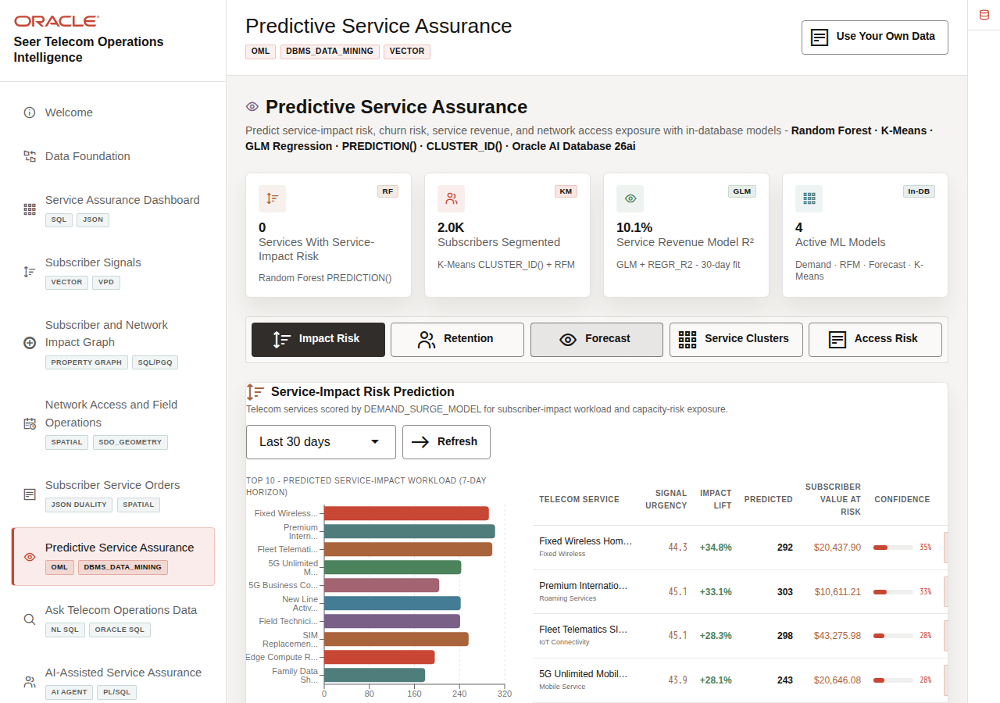 ORACLE
Seer Telecom Operations
Intelligence
Welcome
Data Foundation
Service Assurance Dashboard
SQL JSON
Subscriber Signals
VECTOR VPD
Subscriber and Network
Impact Graph
PROPERTY GRAPH SQL/PGQ
Network Access and Field
Operations
SPATIAL SDO_GEOMETRY
Subscriber Service Orders
JSON DUALITY SPATIAL
Predictive Service Assurance
OML DBMS_DATA_MINING
Ask Telecom Operations Data
NL SQL ORACLE SQL
AI-Assisted Service Assurance
AI AGENT PL/SQL
Predictive Service Assurance
OML DBMS_DATA_MINING VECTOR
Use Your Own Data
Predictive Service Assurance
Predict service-impact risk, churn risk, service revenue, and network access exposure with in-database models - Random Forest · K-Means ·
GLM Regression · PREDICTION() · CLUSTER_ID() · Oracle AI Database 26ai
RF
0
Services With Service-
Impact Risk
Random Forest PREDICTION()
KM
2.0K
Subscribers Segmented
K-Means CLUSTER_ID() + RFM
GLM
10.1%
Service Revenue Model R²
GLM + REGR_R2 - 30-day fit
In-DB
4
Active ML Models
Demand · RFM · Forecast · K-
Means
Impact Risk Retention Forecast Service Clusters Access Risk
Service-Impact Risk Prediction
Telecom services scored by DEMAND_SURGE_MODEL for subscriber-impact workload and capacity-risk exposure.
Last 30 days Refresh
TOP 10 - PREDICTED SERVICE-IMPACT WORKLOAD (7-DAY
HORIZON)
Fixed Wireless...
Premium
Intern...
Fleet Telemati...
5G Unlimited
M...
5G Business Co...
New Line
Activ...
Field Technici...
SIM
Replacemen...
Edge Compute R...
Family Data
Sh...
0 80 160 240 320
TELECOM SERVICE SIGNAL URGENCY IMPACT LIFT PREDICTED SUBSCRIBER VALUE AT RISK CONFIDENCE
Fixed Wireless Hom… 44.3 +34.8% 292 $20,437.90 35%
Fixed Wireless
Premium Internatio… 45.1 +33.1% 303 $10,611.21 33%
Roaming Services
Fleet Telematics SI… 45.1 +28.3% 298 $43,275.98 28%
IoT Connectivity
5G Unlimited Mobil… 43.9 +28.1% 243 $20,646.08 28%
Mobile Service